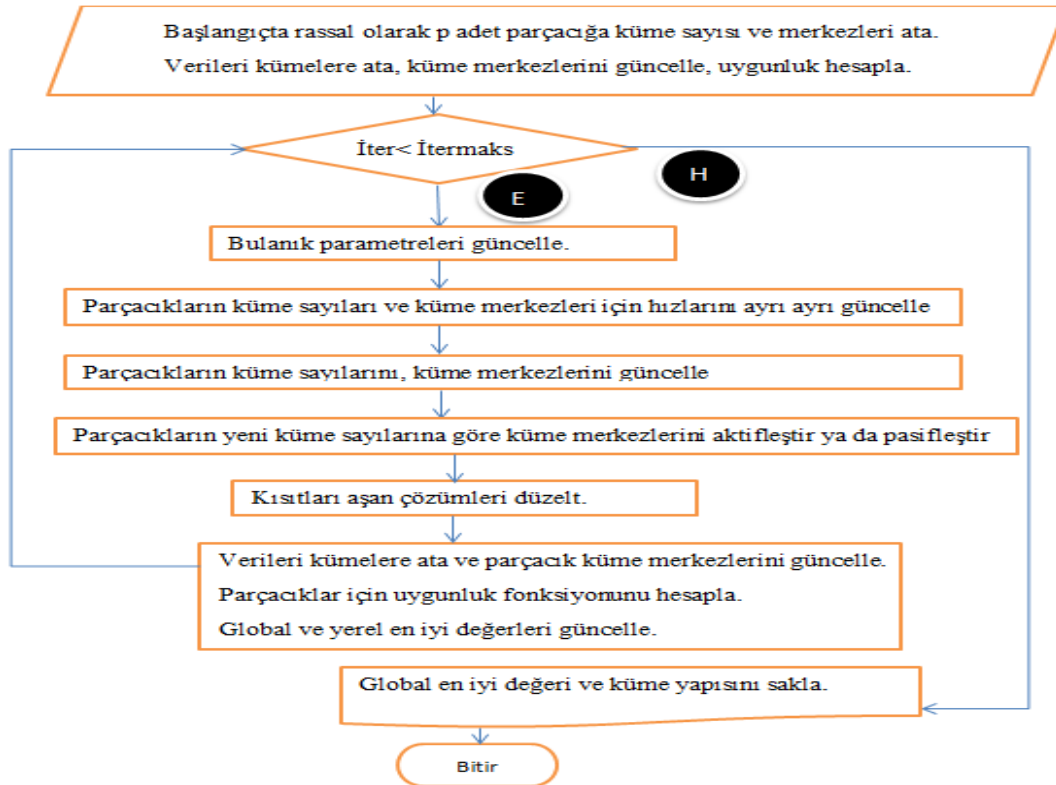 Başlangıçta rassal olarak p adet parçacığa küme sayısı ve merkezleri ata.
Verileri kümelere ata, küme merkezlerini güncelle, uygunluk hesapla.
İter< İtermaks
H
E
Bulanık parametreleri güncelle.
Parçacıkların küme sayıları ve küme merkezleri için hızlarını ayrı ayrı güncelle
Parçacıkların küme sayılarını, küme merkezlerini güncelle
Parçacıkların yeni küme sayılarına göre küme merkezlerini aktifleştir ya da pasifleştir
Kısıtları aşan çözümleri düzelt.
Verileri kümelere ata ve parçacık küme merkezlerini güncelle.
Parçacıklar için uygunluk fonksiyonunu hesapla.
Global ve yerel en iyi değerleri güncelle.
Global en iyi değeri ve küme yapısını sakla.
Bitir